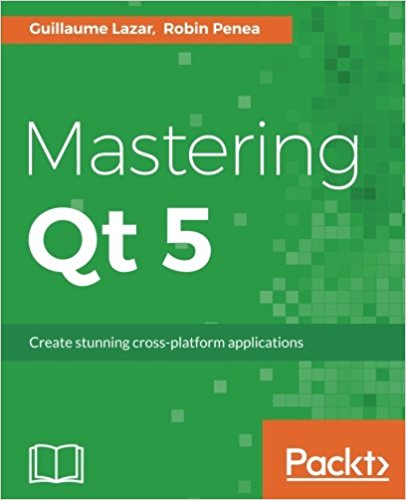 Guillaume Lazar, Robin Penea
Mastering
Qt 5
Create stunning cross-platform applications
Packt>